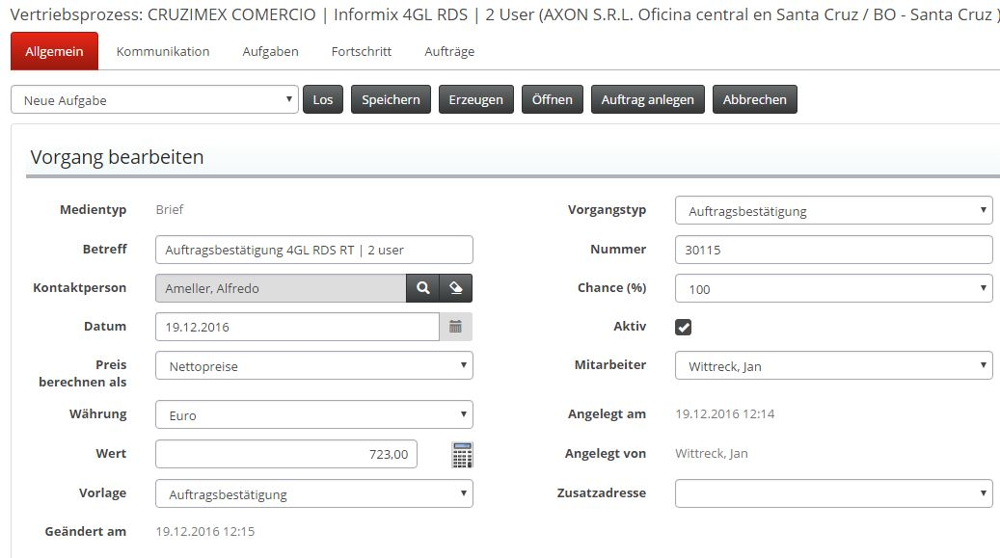 Vertriebsprozess: CRUZIMEX COMERCIO | Informix 4GL RDS | 2 User (AXON S.R.L. Oficina central en Santa Cruz / BO - Santa Cruz )
Allgemein Kommunikation Aufgaben Fortschritt Aufträge
Neue Aufgabe Los Speichern Erzeugen Öffnen Auftrag anlegen Abbrechen
Vorgang bearbeiten
Medientyp Brief Vorgangstyp Auftragsbestätigung
Betreff Auftragsbestätigung 4GL RDS RT | 2 user Nummer 30115
Kontaktperson Ameller, Alfredo Chance (%) 100
Datum 19.12.2016 Aktiv
Preis
berechnen als Nettopreise Mitarbeiter Wittreck, Jan
Währung Euro Angelegt am 19.12.2016 12:14
Wert 723,00 Angelegt von Wittreck, Jan
Vorlage Auftragsbestätigung Zusatzadresse
Geändert am 19.12.2016 12:15